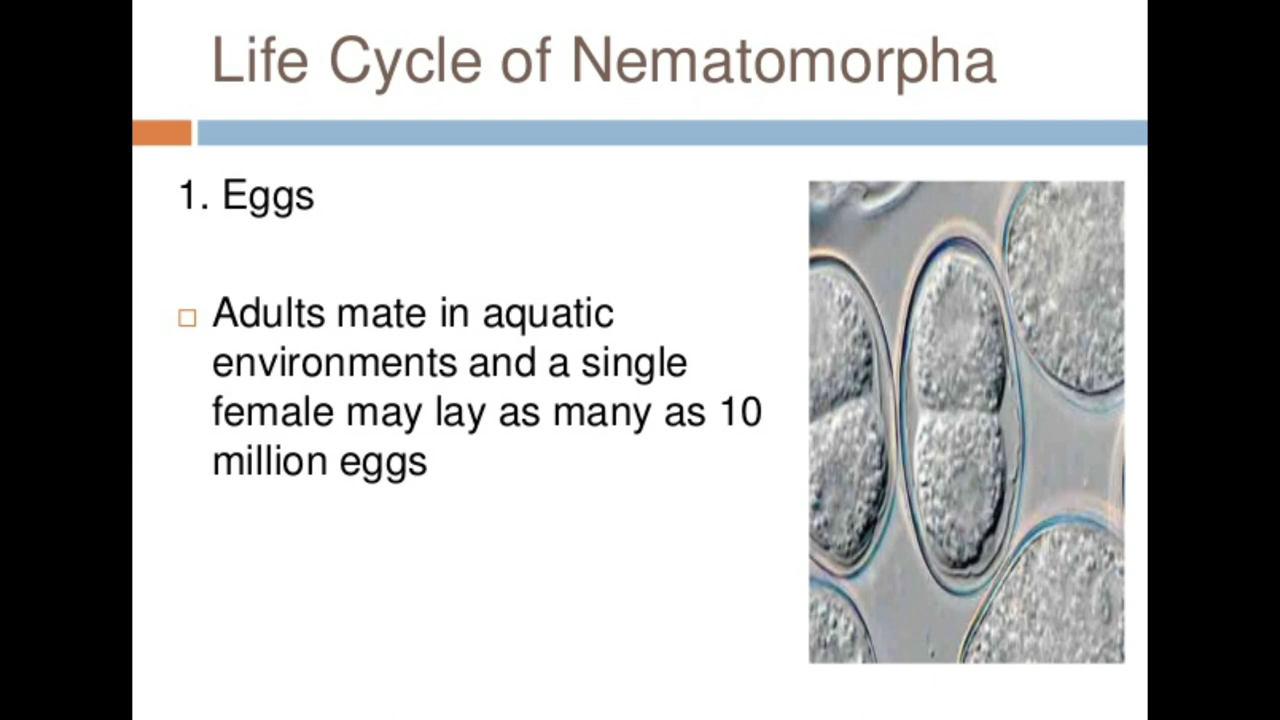 Life Cycle of Nematomorpha
1. Eggs
Adults mate in aquatic
environments and a single
female may lay as many as 10
million eggs